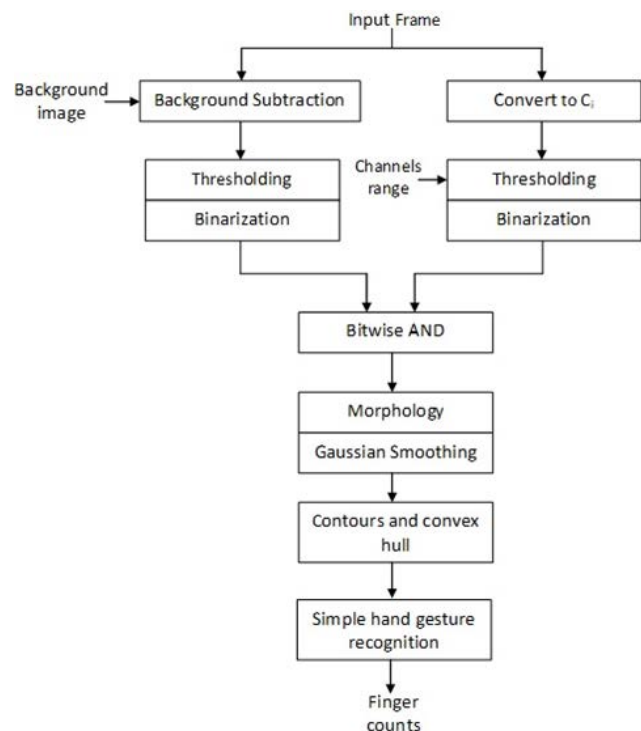 Input Frame
Background
image
Background Subtraction
Convert to Cᵢ
Thresholding
Binarization
Channels
range
Thresholding
Binarization
Bitwise AND
Morphology
Gaussian Smoothing
Contours and convex
hull
Simple hand gesture
recognition
Finger
counts